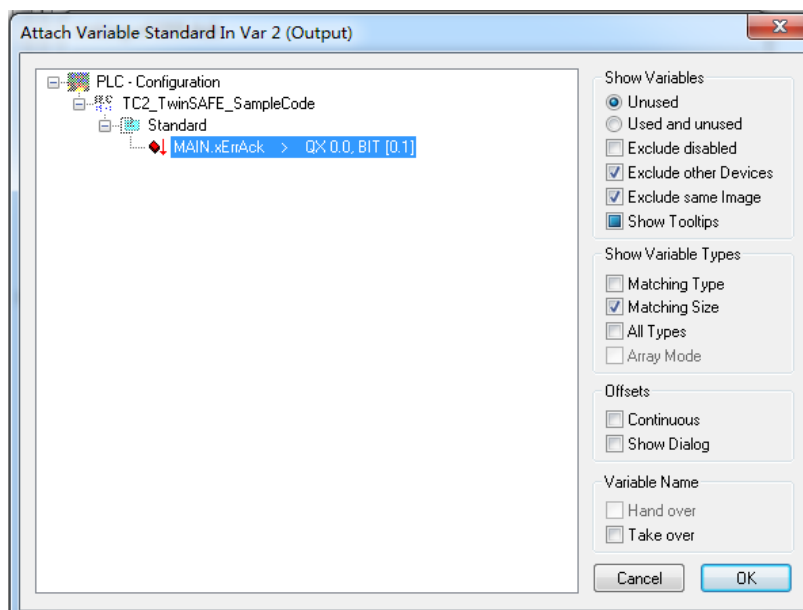 Attach Variable Standard In Var 2 (Output)
PLC - Configuration
TC2_TwinSAFE_SampleCode
Standard
MAIN.xErrAck > QX 0.0, BIT [0.1]
Show Variables
Unused
Used and unused
Exclude disabled
Exclude other Devices
Exclude same Image
Show Tooltips
Show Variable Types
Matching Type
Matching Size
All Types
Array Mode
Offsets
Continuous
Show Dialog
Variable Name
Hand over
Take over
Cancel
OK